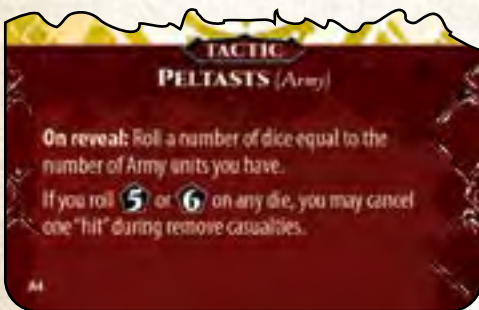 TACTIC
PELTASTS (Army)
On reveal: Roll a number of dice equal to the
number of Army units you have.
If you roll 5 or 6 on any die, you may cancel
one "hit" during remove casualties.